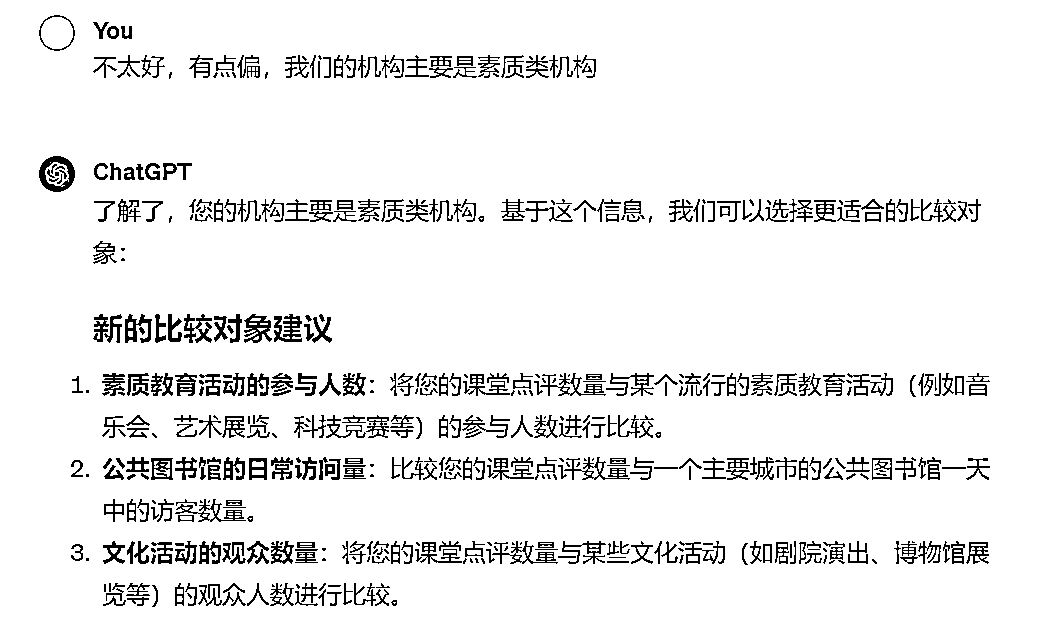 You
不太好，有点偏，我们的机构主要是素质类机构
ChatGPT
了解了，您的机构主要是素质类机构。基于这个信息，我们可以选择更适合的比较对
象：
新的比较对象建议
1. 素质教育活动的参与人数：将您的课堂点评数量与某个流行的素质教育活动（例如音
乐会、艺术展览、科技竞赛等）的参与人数进行比较。
2. 公共图书馆的日常访问量：比较您的课堂点评数量与一个主要城市的公共图书馆一天
中的访客数量。
3. 文化活动的观众数量：将您的课堂点评数量与某些文化活动（如剧院演出、博物馆展
览等）的观众人数进行比较。